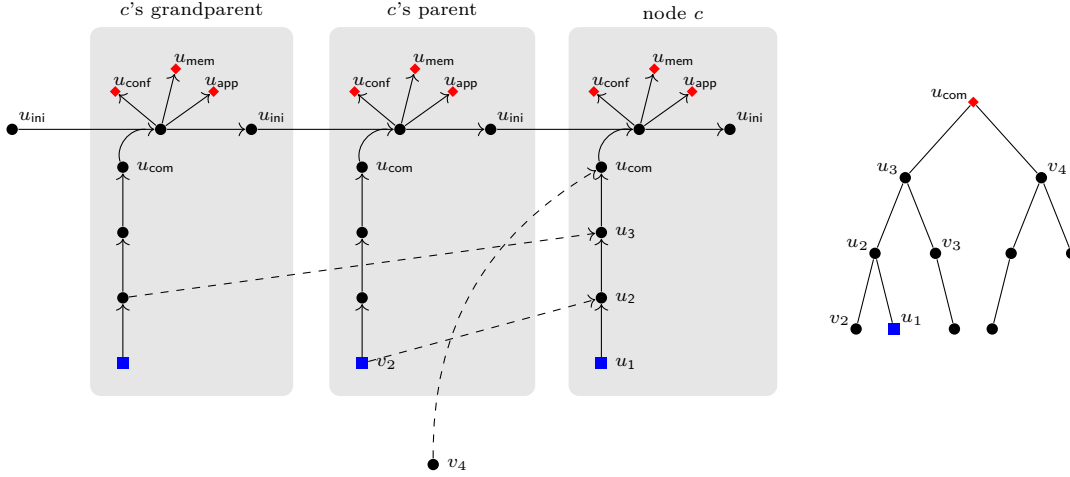 c's grandparent
c's parent
node c
u_mem
u_mem
u_mem
u_conf
u_app
u_conf
u_app
u_conf
u_app
u_com
u_ini
u_ini
u_ini
u_ini
u_com
u_com
u_com
u_3
v_4
u_3
u_2
v_3
u_2
v_2
u_1
v_2
u_1
v_4